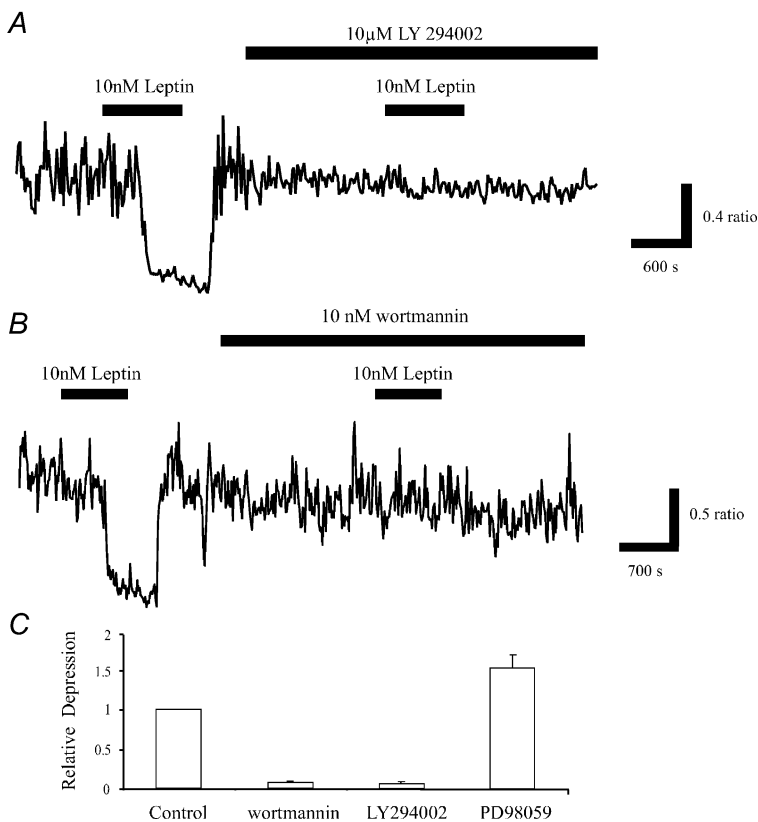 A
10µM LY 294002
10nM Leptin 10nM Leptin
0.4 ratio
600 s
B
10 nM wortmannin
10nM Leptin 10nM Leptin
0.5 ratio
700 s
C
Relative Depression
2
1.5
1
0.5
0
Control wortmannin LY294002 PD98059